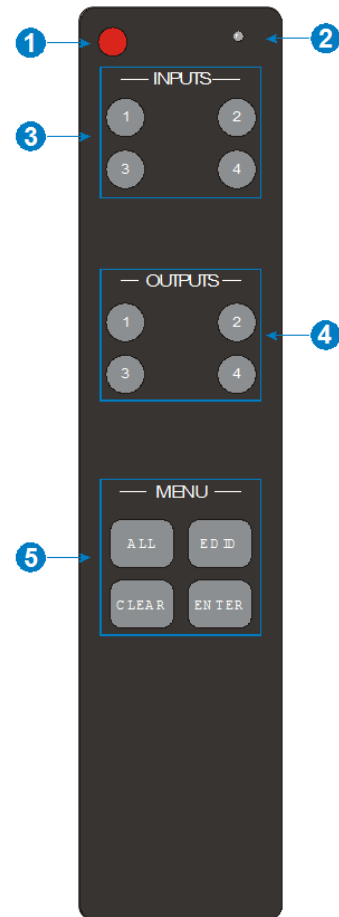 1
2
INPUTS
3
1 2
3 4
OUTPUTS
1 2
4
3 4
MENU
ALL EDID
5
CLEAR ENTER